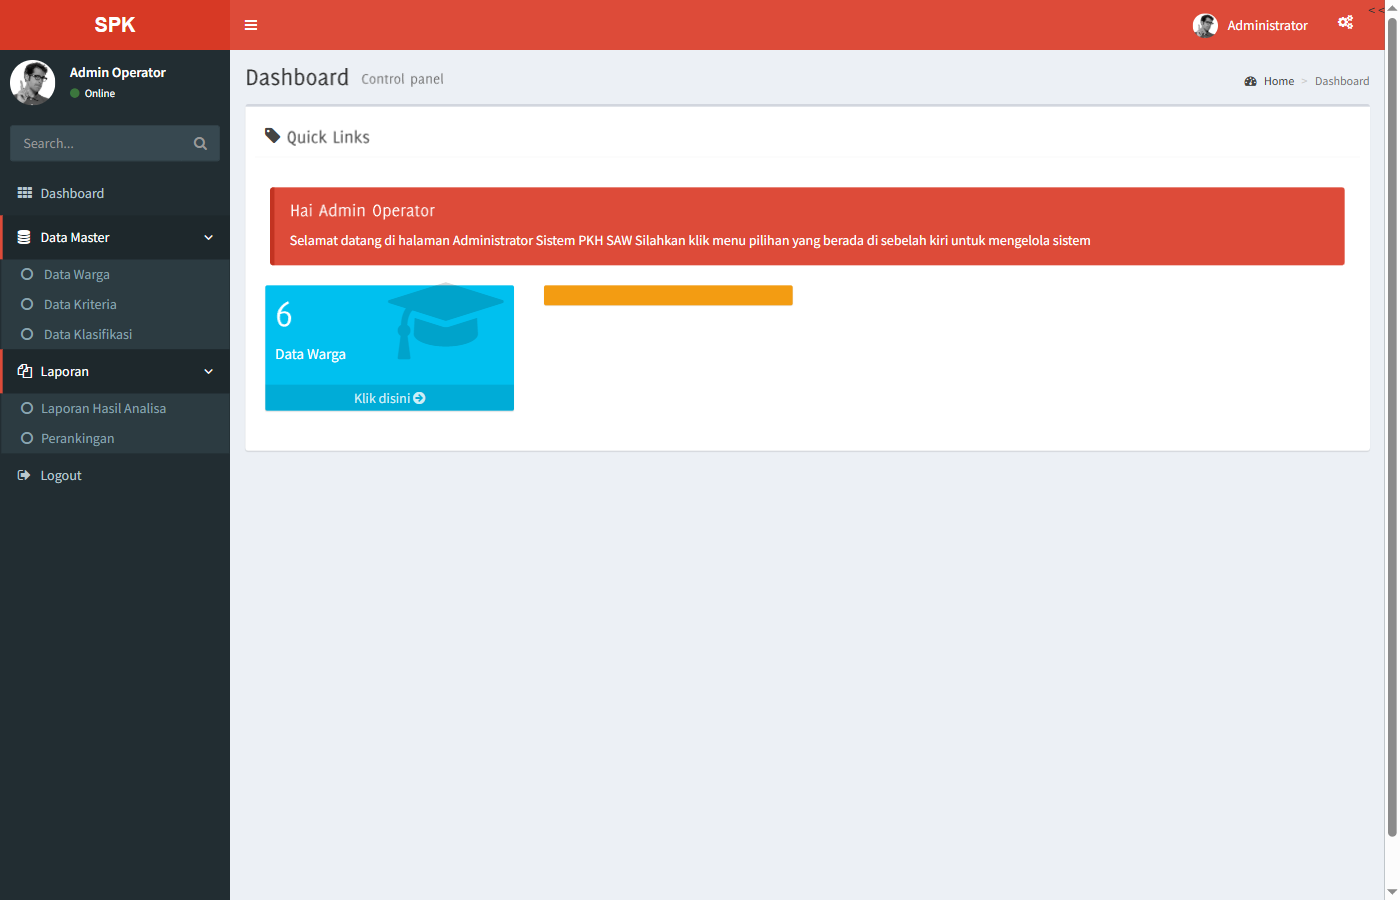 SPK
Administrator
<<
Admin Operator
Online
Search...
Dashboard
Data Master
Data Warga
Data Kriteria
Data Klasifikasi
Laporan
Laporan Hasil Analisa
Perankingan
Logout
Dashboard Control panel
Home > Dashboard
Quick Links
Hai Admin Operator
Selamat datang di halaman Administrator Sistem PKH SAW Silahkan klik menu pilihan yang berada di sebelah kiri untuk mengelola sistem
6
Data Warga
Klik disini